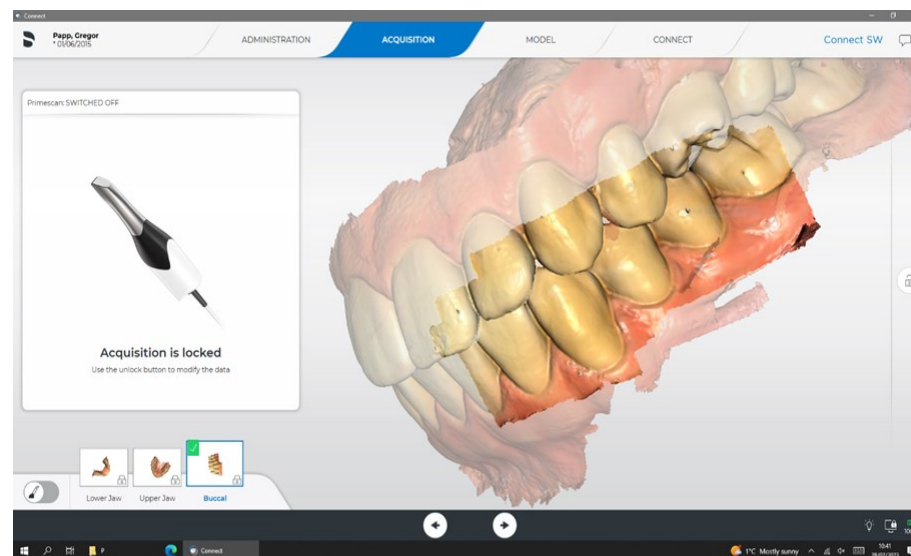 Connect
Papp, Gregor
* 01/06/2015
ADMINISTRATION
ACQUISITION
MODEL
CONNECT
Connect SW
Primescan: SWITCHED OFF
Acquisition is locked
Use the unlock button to modify the data
Lower Jaw
Upper Jaw
Buccal
P
Connect
1°C Mostly sunny
10:41